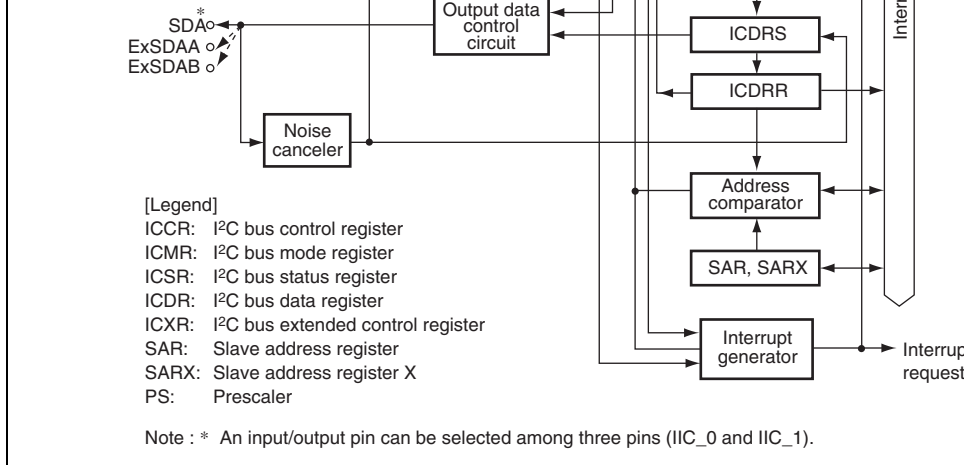 Output data
control
circuit
SDA*
ExSDAA
ExSDAB
ICDRS
ICDRR
Noise
canceler
Address
comparator
SAR, SARX
Interrupt
generator
request
[Legend]
ICCR: I²C bus control register
ICMR: I²C bus mode register
ICSR: I²C bus status register
ICDR: I²C bus data register
ICXR: I²C bus extended control register
SAR: Slave address register
SARX: Slave address register X
PS: Prescaler
Note : * An input/output pin can be selected among three pins (IIC_0 and IIC_1).